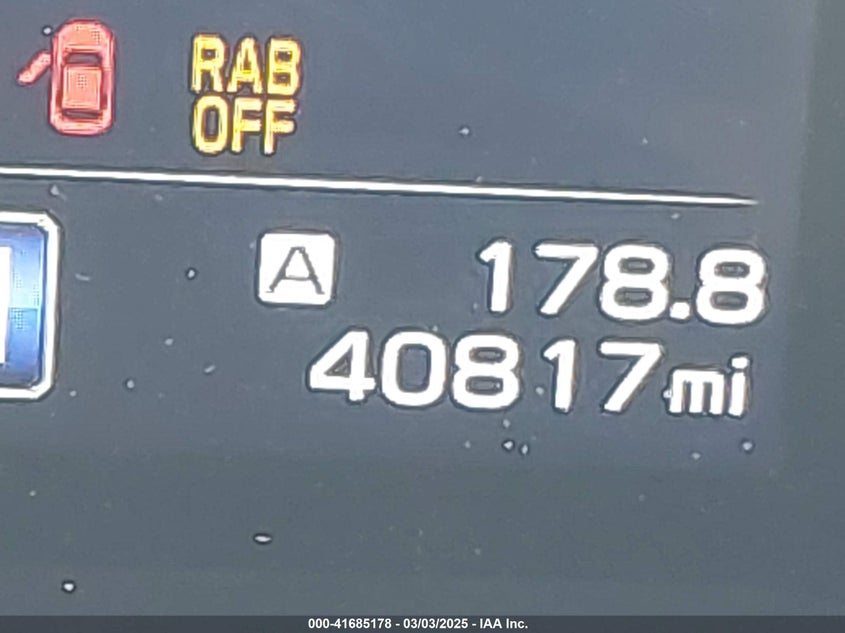 RAB
OFF
A 178.8
40817mi
000-41685178 - 03/03/2025 - IAA Inc.